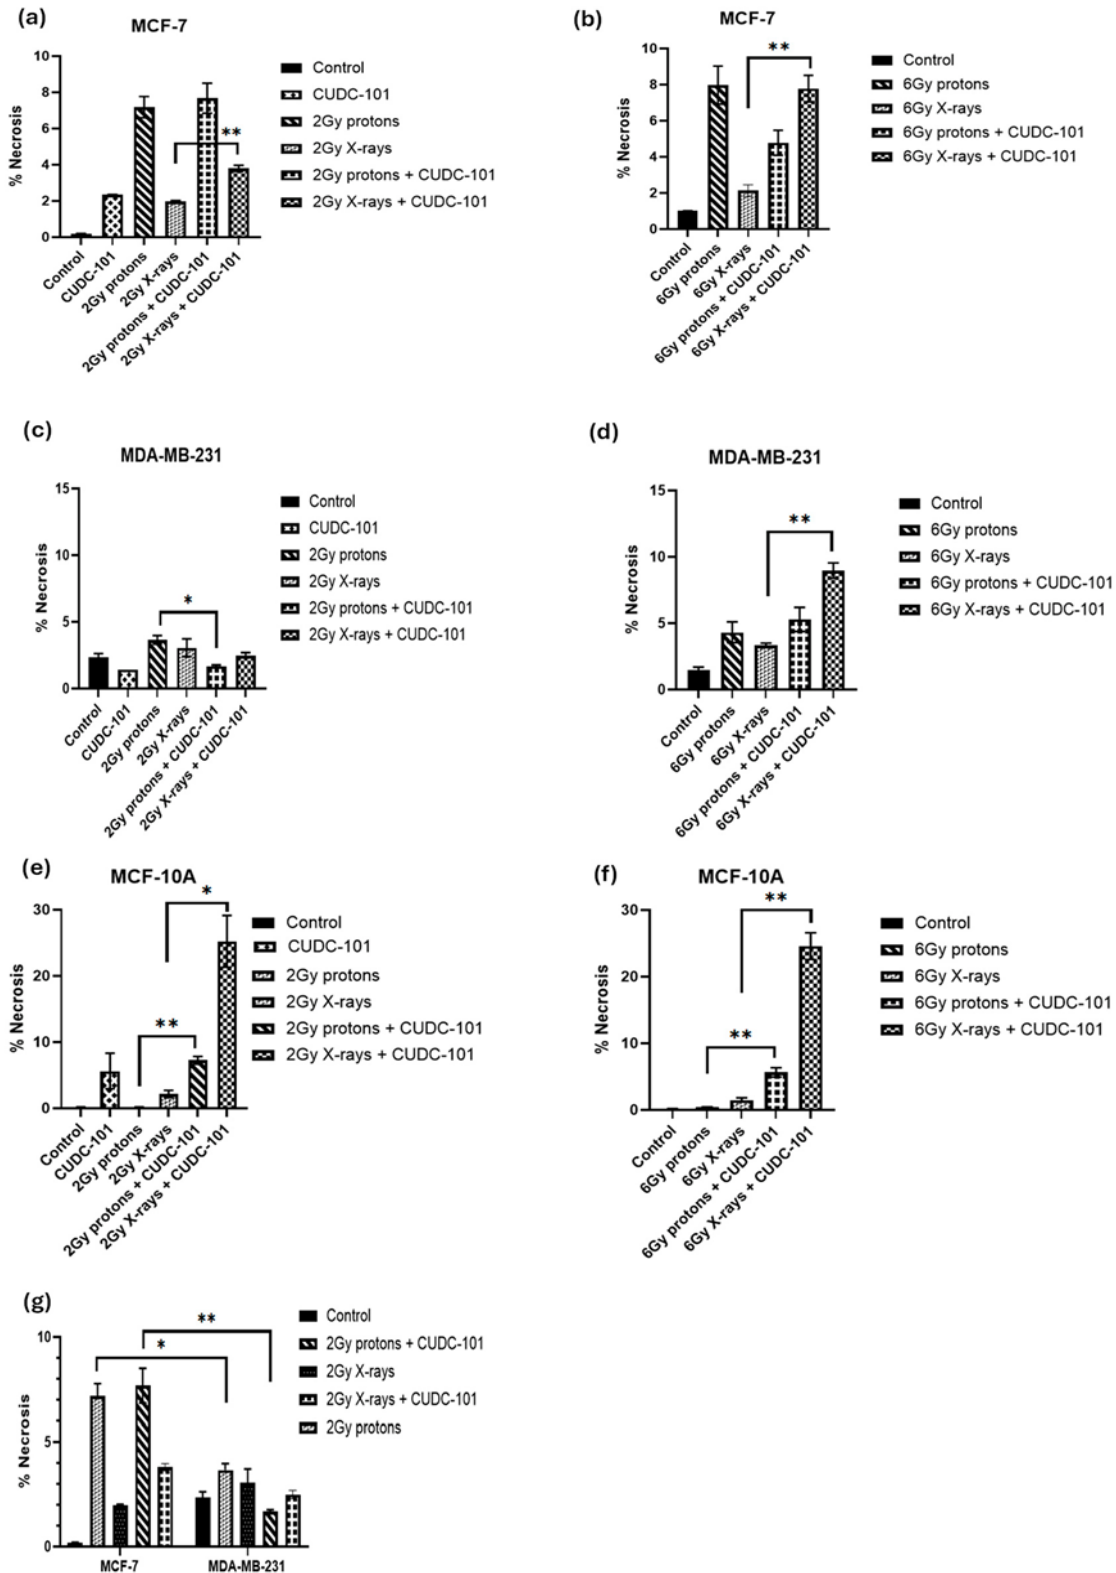 (a)
MCF-7
% Necrosis
10
8
6
4
2
0
**
Control
CUDC-101
2Gy protons
2Gy X-rays
2Gy protons + CUDC-101
2Gy X-rays + CUDC-101
Control
CUDC-101
2Gy protons
2Gy X-rays
2Gy protons + CUDC-101
2Gy X-rays + CUDC-101
(b)
MCF-7
% Necrosis
10
8
6
4
2
0
**
Control
6Gy protons
6Gy X-rays
6Gy protons + CUDC-101
6Gy X-rays + CUDC-101
Control
6Gy protons
6Gy X-rays
6Gy protons + CUDC-101
6Gy X-rays + CUDC-101
(c)
MDA-MB-231
% Necrosis
15
10
5
0
*
Control
CUDC-101
2Gy protons
2Gy X-rays
2Gy protons + CUDC-101
2Gy X-rays + CUDC-101
Control
CUDC-101
2Gy protons
2Gy X-rays
2Gy protons + CUDC-101
2Gy X-rays + CUDC-101
(d)
MDA-MB-231
% Necrosis
15
10
5
0
**
Control
6Gy protons
6Gy X-rays
6Gy protons + CUDC-101
6Gy X-rays + CUDC-101
Control
6Gy protons
6Gy X-rays
6Gy protons + CUDC-101
6Gy X-rays + CUDC-101
(e)
MCF-10A
% Necrosis
30
20
10
0
*
**
Control
CUDC-101
2Gy protons
2Gy X-rays
2Gy protons + CUDC-101
2Gy X-rays + CUDC-101
Control
CUDC-101
2Gy protons
2Gy X-rays
2Gy protons + CUDC-101
2Gy X-rays + CUDC-101
(f)
MCF-10A
% Necrosis
30
20
10
0
**
**
Control
6Gy protons
6Gy X-rays
6Gy protons + CUDC-101
6Gy X-rays + CUDC-101
Control
6Gy protons
6Gy X-rays
6Gy protons + CUDC-101
6Gy X-rays + CUDC-101
(g)
% Necrosis
10
5
0
**
*
MCF-7
MDA-MB-231
Control
2Gy protons + CUDC-101
2Gy X-rays
2Gy X-rays + CUDC-101
2Gy protons